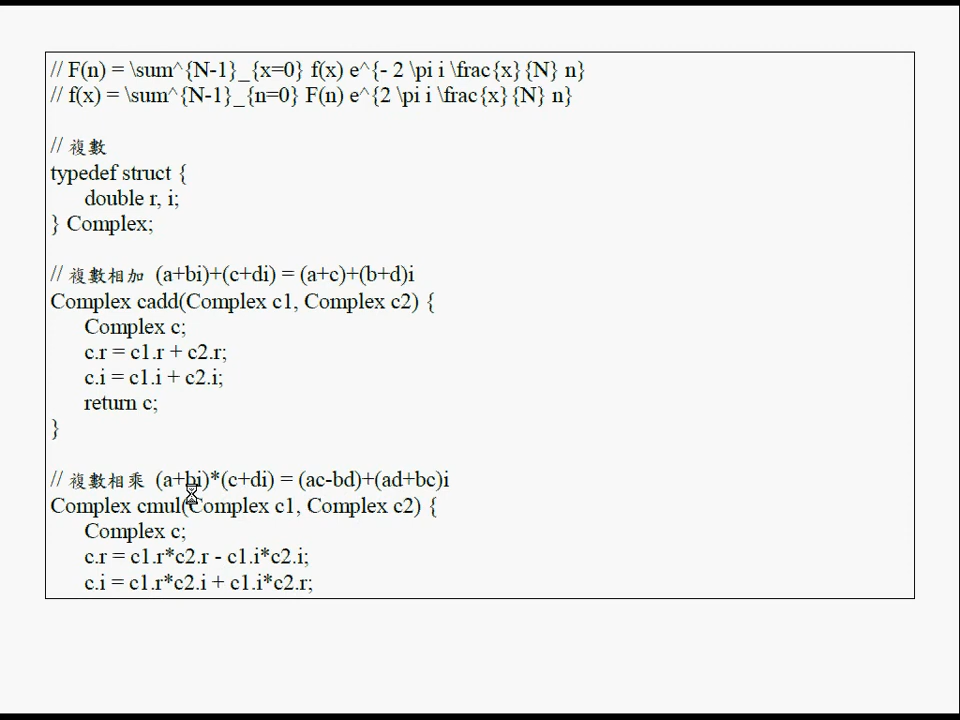 // F(n) = \sum^{N-1}_{x=0} f(x) e^{- 2 \pi i \frac{x}{N} n}
// f(x) = \sum^{N-1}_{n=0} F(n) e^{2 \pi i \frac{x}{N} n}
// 複數
typedef struct {
double r, i;
} Complex;
// 複數相加 (a+bi)+(c+di) = (a+c)+(b+d)i
Complex cadd(Complex c1, Complex c2) {
Complex c;
c.r = c1.r + c2.r;
c.i = c1.i + c2.i;
return c;
}
// 複數相乘 (a+bi)*(c+di) = (ac-bd)+(ad+bc)i
Complex cmul(Complex c1, Complex c2) {
Complex c;
c.r = c1.r*c2.r - c1.i*c2.i;
c.i = c1.r*c2.i + c1.i*c2.r;